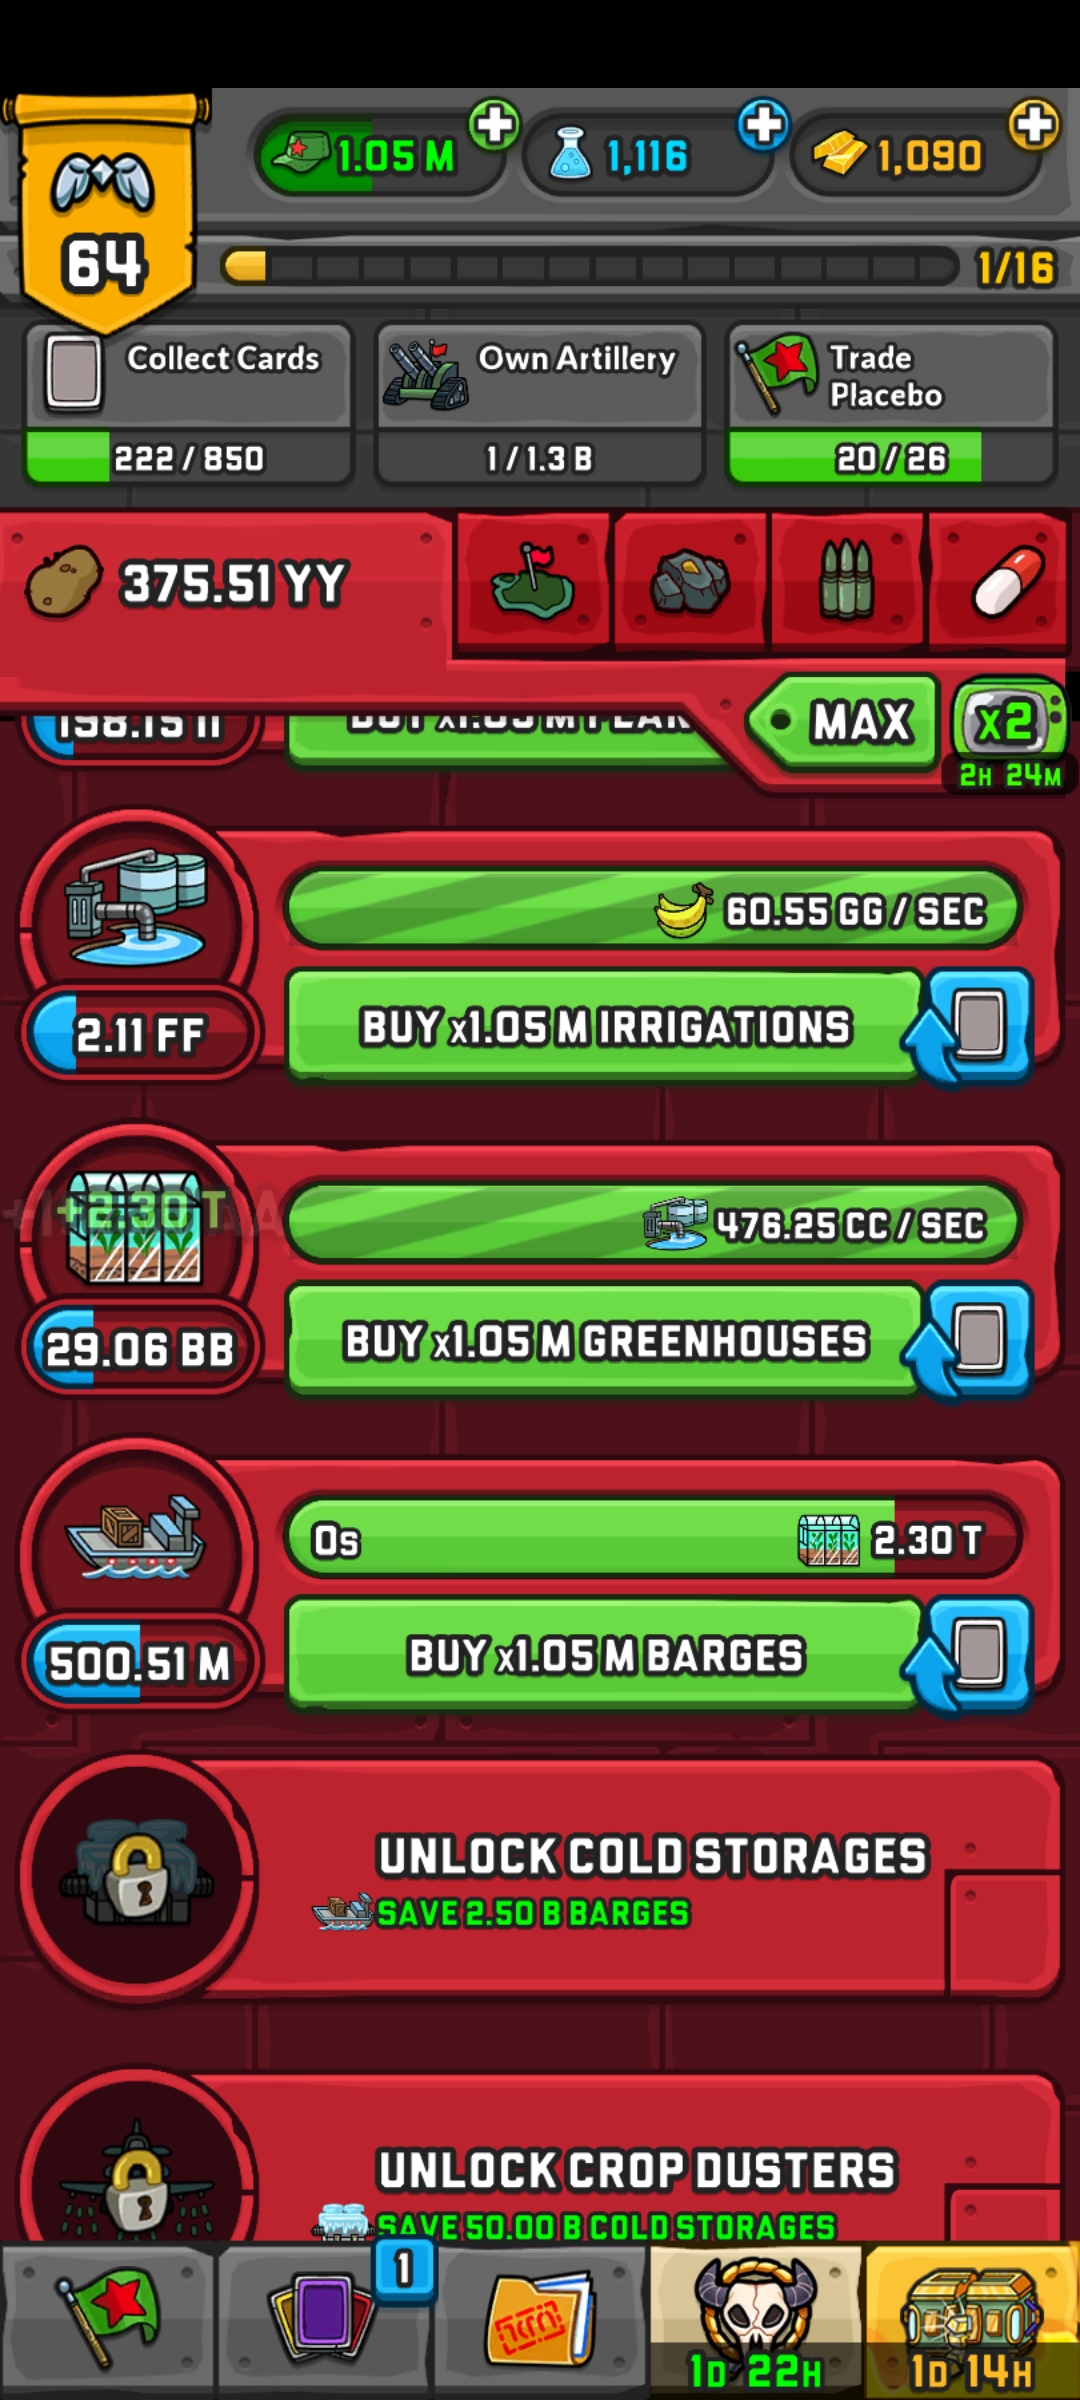 1.05 M
1,116
1,090
64
1/16
Collect Cards
Own Artillery
Trade
Placebo
222 / 850
1 / 1.3 B
20 / 26
375.51 YY
MAX
x2
2H 24M
60.55 GG / SEC
2.11 FF
BUY x1.05 M IRRIGATIONS
+2.30 T
476.25 CC / SEC
29.06 BB
BUY x1.05 M GREENHOUSES
0s
2.30 T
500.51 M
BUY x1.05 M BARGES
UNLOCK COLD STORAGES
SAVE 2.50 B BARGES
UNLOCK CROP DUSTERS
SAVE 50.00 B COLD STORAGES
1
1D 22H
1D 14H